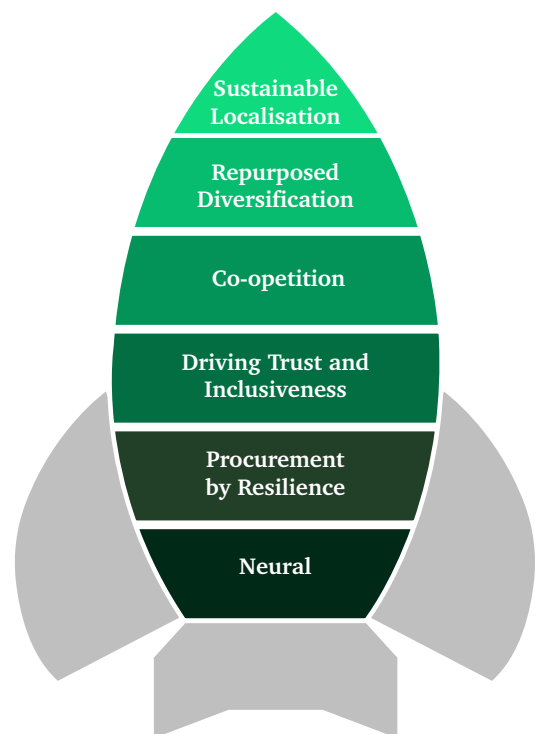 Sustainable
Localisation
Repurposed
Diversification
Co-opetition
Driving Trust and
Inclusiveness
Procurement
by Resilience
Neural